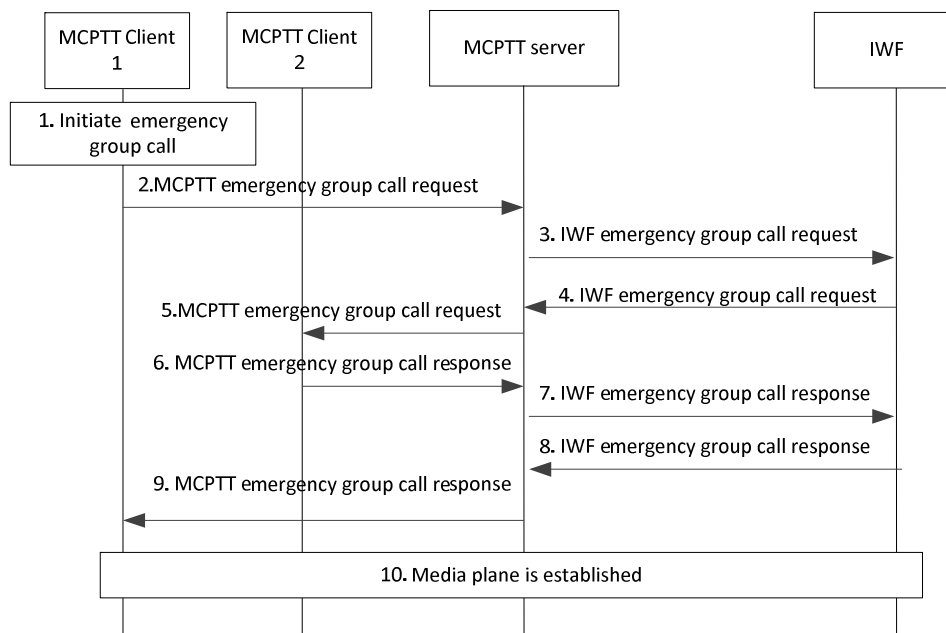 MCPTT Client
1
MCPTT Client
2
MCPTT server
IWF
1. Initiate emergency
group call
2.MCPTT emergency group call request
3. IWF emergency group call request
4. IWF emergency group call request
5.MCPTT emergency group call request
6. MCPTT emergency group call response
7. IWF emergency group call response
8. IWF emergency group call response
9. MCPTT emergency group call response
10. Media plane is established